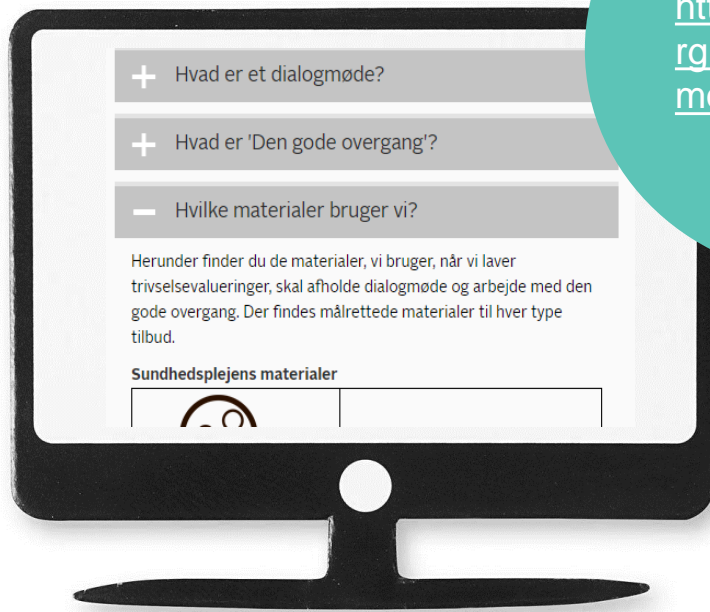 Hvad er et dialogmøde?
Hvad er 'Den gode overgang'?
Hvilke materialer bruger vi?
Herunder finder du de materialer, vi bruger, når vi laver
trivselsevalueringer, skal afholde dialogmøde og arbejde med den
gode overgang. Der findes målrettede materialer til hver type
tilbud.
Sundhedsplejens materialer